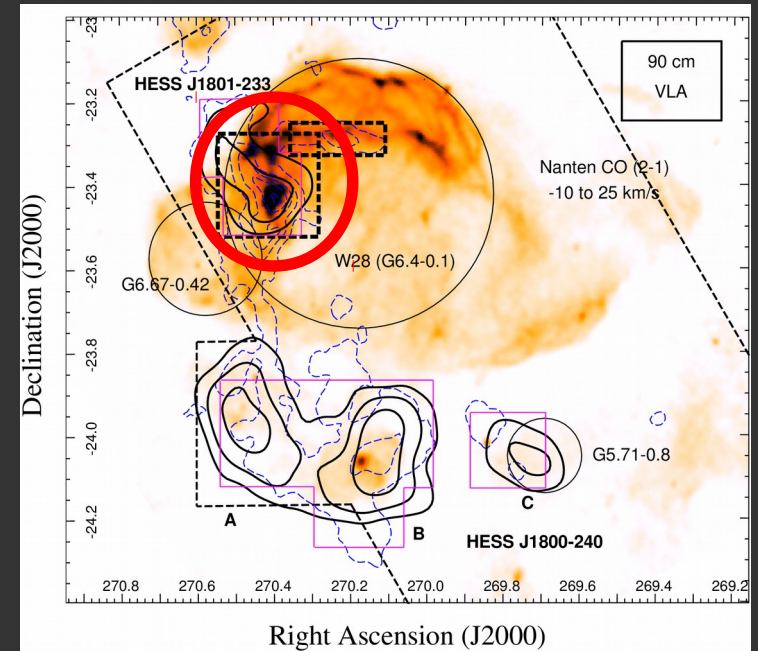 -23
HESS J1801-233
90 cm
VLA
-23.2
Nanten CO (2-1)
-10 to 25 km/s
-23.4
W28 (G6.4-0.1)
G6.67-0.42
-23.6
Declination (J2000)
-23.8
-24.0
G5.71-0.8
C
A
B
-24.2
HESS J1800-240
270.8 270.6 270.4 270.2 270.0 269.8 269.6 269.4 269.2
Right Ascension (J2000)